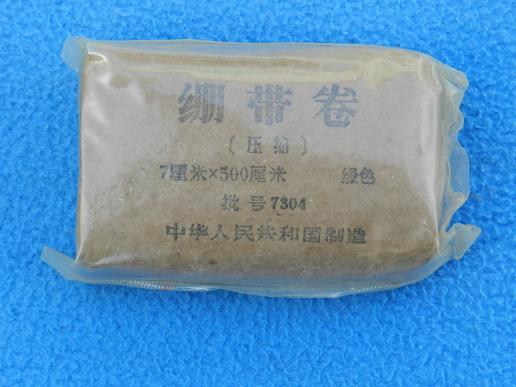 绷带卷
(压缩)
7厘米×500厘米 绿色
批号7304
中华人民共和国制造